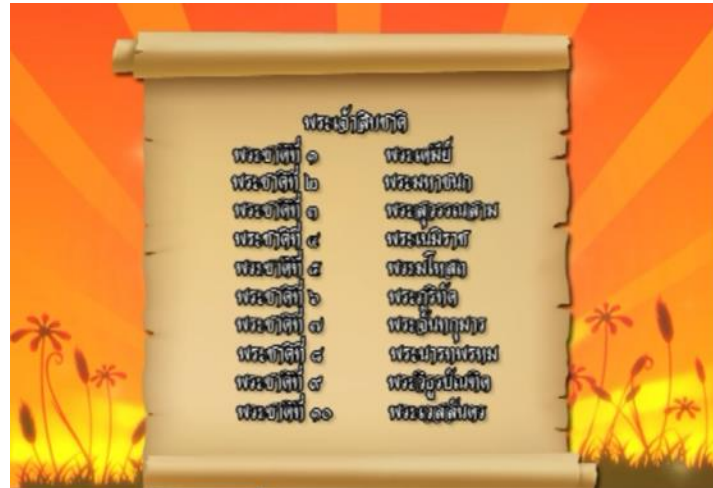 พระเจ้าสิบชาติ
พระชาติที่ ๑ พระเตมีย์
พระชาติที่ ๒ พระมหาชนก
พระชาติที่ ๓ พระสุวรรณสาม
พระชาติที่ ๔ พระเนมิราช
พระชาติที่ ๕ พระมโหสถ
พระชาติที่ ๖ พระภูริทัต
พระชาติที่ ๗ พระจันทกุมาร
พระชาติที่ ๘ พระนารทพรหม
พระชาติที่ ๙ พระวิธูรบัณฑิต
พระชาติที่ ๑๐ พระเวสสันดร